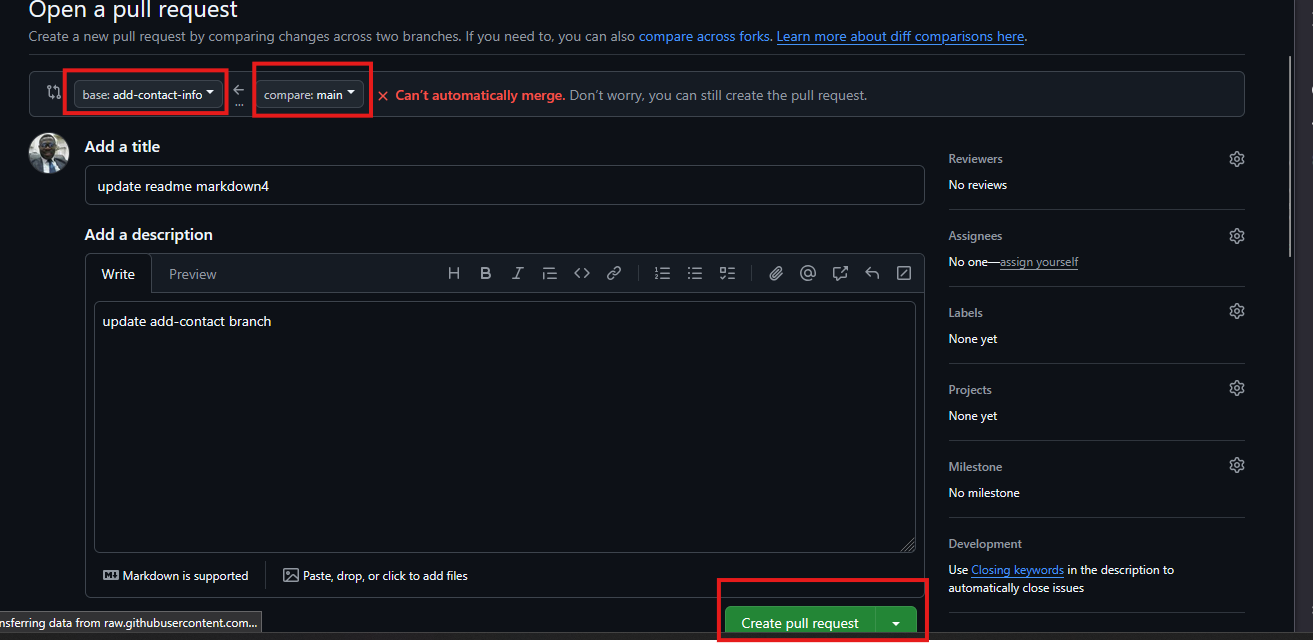 Open a pull request
Create a new pull request by comparing changes across two branches. If you need to, you can also compare across forks. Learn more about diff comparisons here.
base: add-contact-info
...
compare: main
Can't automatically merge. Don't worry, you can still create the pull request.
Add a title
update readme markdown4
Add a description
Write
Preview
update add-contact branch
Markdown is supported
Paste, drop, or click to add files
Create pull request
Reviewers
No reviews
Assignees
No one—assign yourself
Labels
None yet
Projects
None yet
Milestone
No milestone
Development
Use Closing keywords in the description to
automatically close issues
nsferring data from raw.githubusercontent.com...